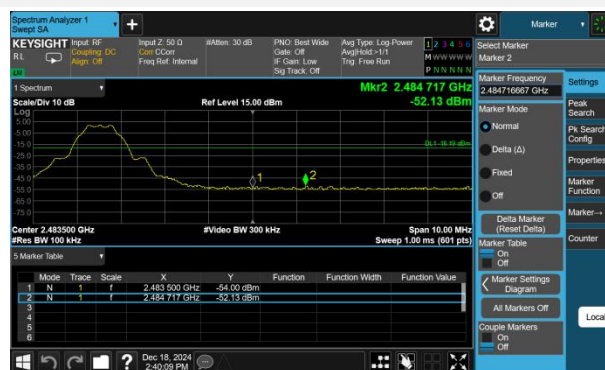 Spectrum Analyzer 1
Swept SA
Marker
KEYSIGHT Input: RF Input Z: 50 Ω #Atten: 30 dB PNO: Best Wide Avg Type: Log-Power 1 2 3 4 5 6
RL Coupling: DC Corr CCorr Gate: Off Avg|Hold:>1/1 M W W W W W
Align: Off Freq Ref: Internal IF Gain: Low Trig: Free Run
Sig Track: Off P N N N N N
Select Marker
Marker 2
1 Spectrum
Mkr2 2.484 717 GHz
Scale/Div 10 dB Ref Level 15.00 dBm -52.13 dBm
Log
5.00
-5.00
-15.0
DL1 -18.19 dBm
-25.0
-35.0
-45.0
-55.0
-65.0
-75.0
1
2
Center 2.483500 GHz #Video BW 300 kHz Span 10.00 MHz
#Res BW 100 kHz Sweep 1.00 ms (601 pts)
5 Marker Table
Mode Trace Scale X Y Function Function Width Function Value
1 N 1 f 2.483 500 GHz -54.00 dBm
2 N 1 f 2.484 717 GHz -52.13 dBm
3
4
5
6
Dec 18, 2024
2:40:09 PM
Marker Frequency
2.484716667 GHz
Marker Mode
Normal
Delta (Δ)
Fixed
Off
Delta Marker
(Reset Delta)
Marker Table
On
Off
Marker Settings
Diagram
All Markers Off
Couple Markers
On
Off
Settings
Peak
Search
Pk Search
Config
Properties
Marker
Function
Marker→
Counter
Local